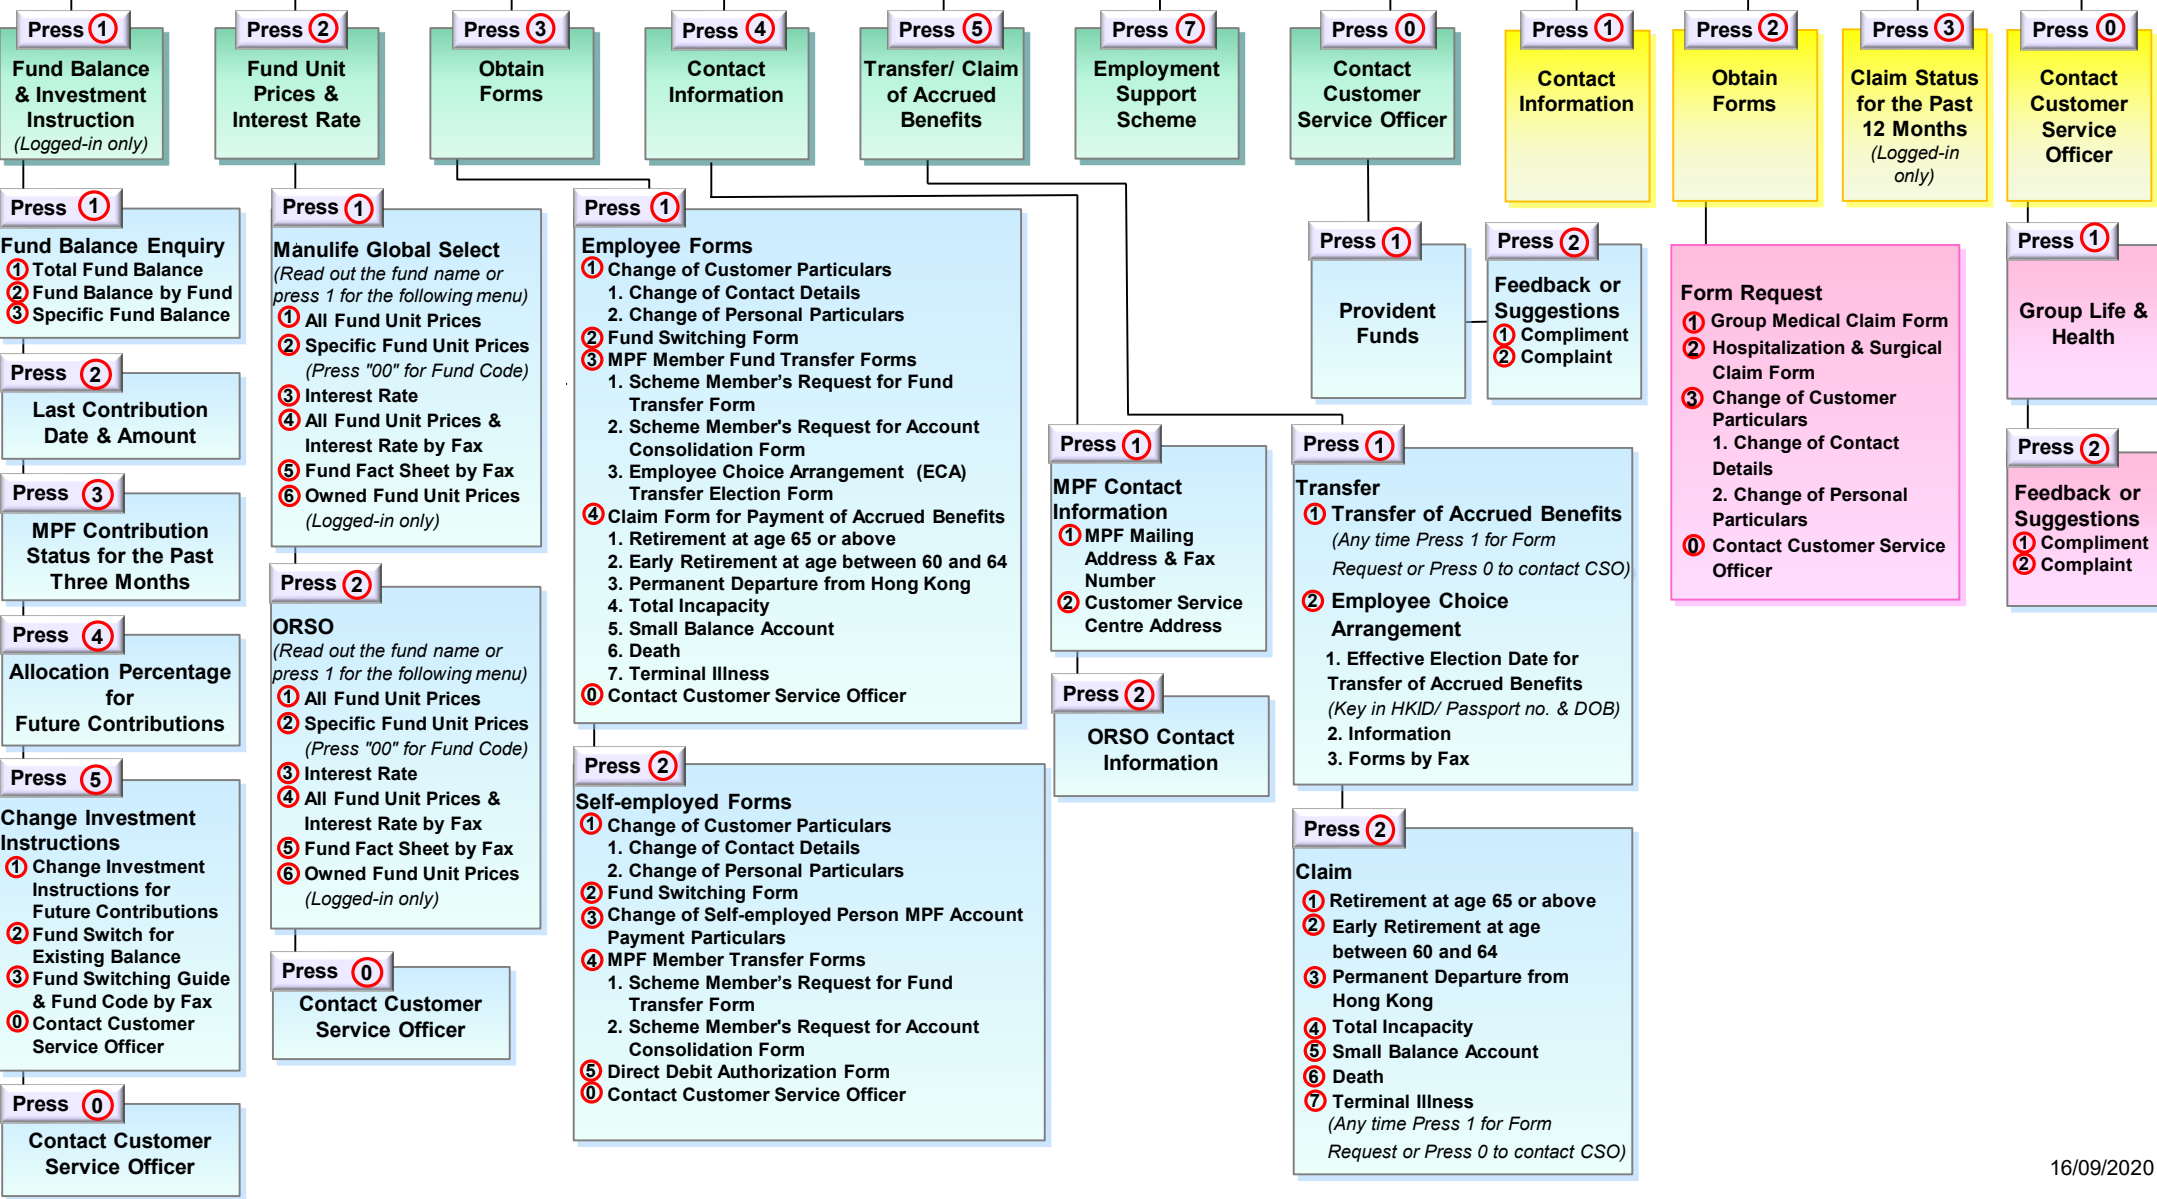 Press 1
Fund Balance
& Investment
Instruction
(Logged-in only)
Press 2
Fund Unit
Prices &
Interest Rate
Press 3
Obtain
Forms
Press 4
Contact
Information
Press 5
Transfer/ Claim
of Accrued
Benefits
Press 7
Employment
Support
Scheme
Press 0
Contact
Customer
Service Officer
Press 1
Contact
Information
Press 2
Obtain
Forms
Press 3
Claim Status
for the Past
12 Months
(Logged-in
only)
Press 0
Contact
Customer
Service
Officer
Press 1
Fund Balance Enquiry
1 Total Fund Balance
2 Fund Balance by Fund
3 Specific Fund Balance
Press 2
Last Contribution
Date & Amount
Press 3
MPF Contribution
Status for the Past
Three Months
Press 4
Allocation Percentage
for
Future Contributions
Press 5
Change Investment
Instructions
1 Change Investment
Instructions for
Future Contributions
2 Fund Switch for
Existing Balance
3 Fund Switching Guide
& Fund Code by Fax
0 Contact Customer
Service Officer
Press 0
Contact Customer
Service Officer
Press 1
Manulife Global Select
(Read out the fund name or
press 1 for the following menu)
1 All Fund Unit Prices
2 Specific Fund Unit Prices
(Press "00" for Fund Code)
3 Interest Rate
4 All Fund Unit Prices &
Interest Rate by Fax
5 Fund Fact Sheet by Fax
6 Owned Fund Unit Prices
(Logged-in only)
Press 2
ORSO
(Read out the fund name or
press 1 for the following menu)
1 All Fund Unit Prices
2 Specific Fund Unit Prices
(Press "00" for Fund Code)
3 Interest Rate
4 All Fund Unit Prices &
Interest Rate by Fax
5 Fund Fact Sheet by Fax
6 Owned Fund Unit Prices
(Logged-in only)
Press 0
Contact Customer
Service Officer
Press 1
Employee Forms
1 Change of Customer Particulars
1. Change of Contact Details
2. Change of Personal Particulars
2 Fund Switching Form
3 MPF Member Fund Transfer Forms
1. Scheme Member's Request for Fund
Transfer Form
2. Scheme Member's Request for Account
Consolidation Form
3. Employee Choice Arrangement (ECA)
Transfer Election Form
4 Claim Form for Payment of Accrued Benefits
1. Retirement at age 65 or above
2. Early Retirement at age between 60 and 64
3. Permanent Departure from Hong Kong
4. Total Incapacity
5. Small Balance Account
6. Death
7. Terminal Illness
0 Contact Customer Service Officer
Press 2
Self-employed Forms
1 Change of Customer Particulars
1. Change of Contact Details
2. Change of Personal Particulars
2 Fund Switching Form
3 Change of Self-employed Person MPF Account
Payment Particulars
4 MPF Member Transfer Forms
1. Scheme Member's Request for Fund
Transfer Form
2. Scheme Member's Request for Account
Consolidation Form
5 Direct Debit Authorization Form
0 Contact Customer Service Officer
Press 1
MPF Contact
Information
1 MPF Mailing
Address & Fax
Number
2 Customer Service
Centre Address
Press 2
ORSO Contact
Information
Press 1
Transfer
1 Transfer of Accrued Benefits
(Any time Press 1 for Form
Request or Press 0 to contact CSO)
2 Employee Choice
Arrangement
1. Effective Election Date for
Transfer of Accrued Benefits
(Key in HKID/ Passport no. & DOB)
2. Information
3. Forms by Fax
Press 2
Claim
1 Retirement at age 65 or above
2 Early Retirement at age
between 60 and 64
3 Permanent Departure from
Hong Kong
4 Total Incapacity
5 Small Balance Account
6 Death
7 Terminal Illness
(Any time Press 1 for Form
Request or Press 0 to contact CSO)
Press 1
Provident
Funds
Press 2
Feedback or
Suggestions
1 Compliment
2 Complaint
Form Request
1 Group Medical Claim Form
2 Hospitalization & Surgical
Claim Form
3 Change of Customer
Particulars
1. Change of Contact
Details
2. Change of Personal
Particulars
0 Contact Customer Service
Officer
Press 1
Group Life &
Health
Press 2
Feedback or
Suggestions
1 Compliment
2 Complaint
16/09/2020